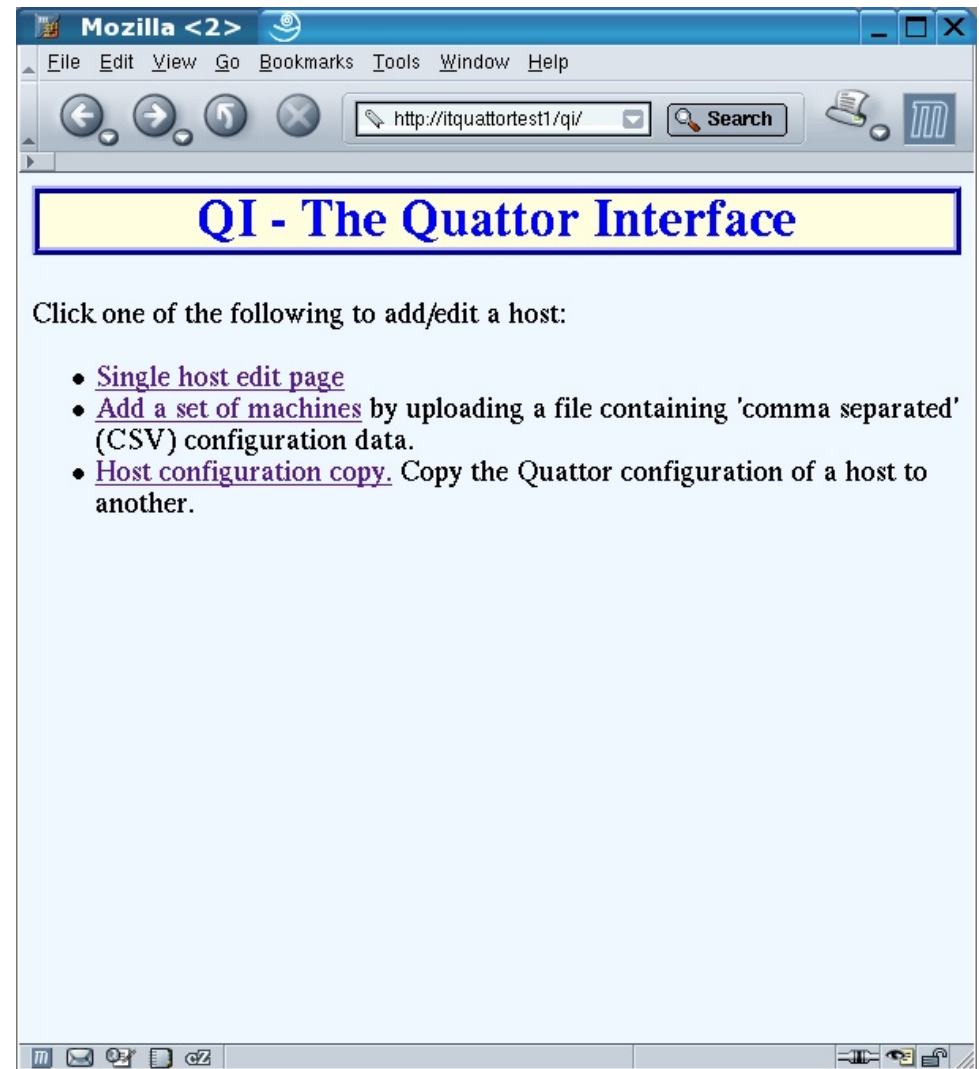 Mozilla <2>
File Edit View Go Bookmarks Tools Window Help
http://itquattortest1/qi/ Search
QI - The Quattor Interface
Click one of the following to add/edit a host:
Single host edit page
Add a set of machines by uploading a file containing 'comma separated'
(CSV) configuration data.
Host configuration copy. Copy the Quattor configuration of a host to
another.